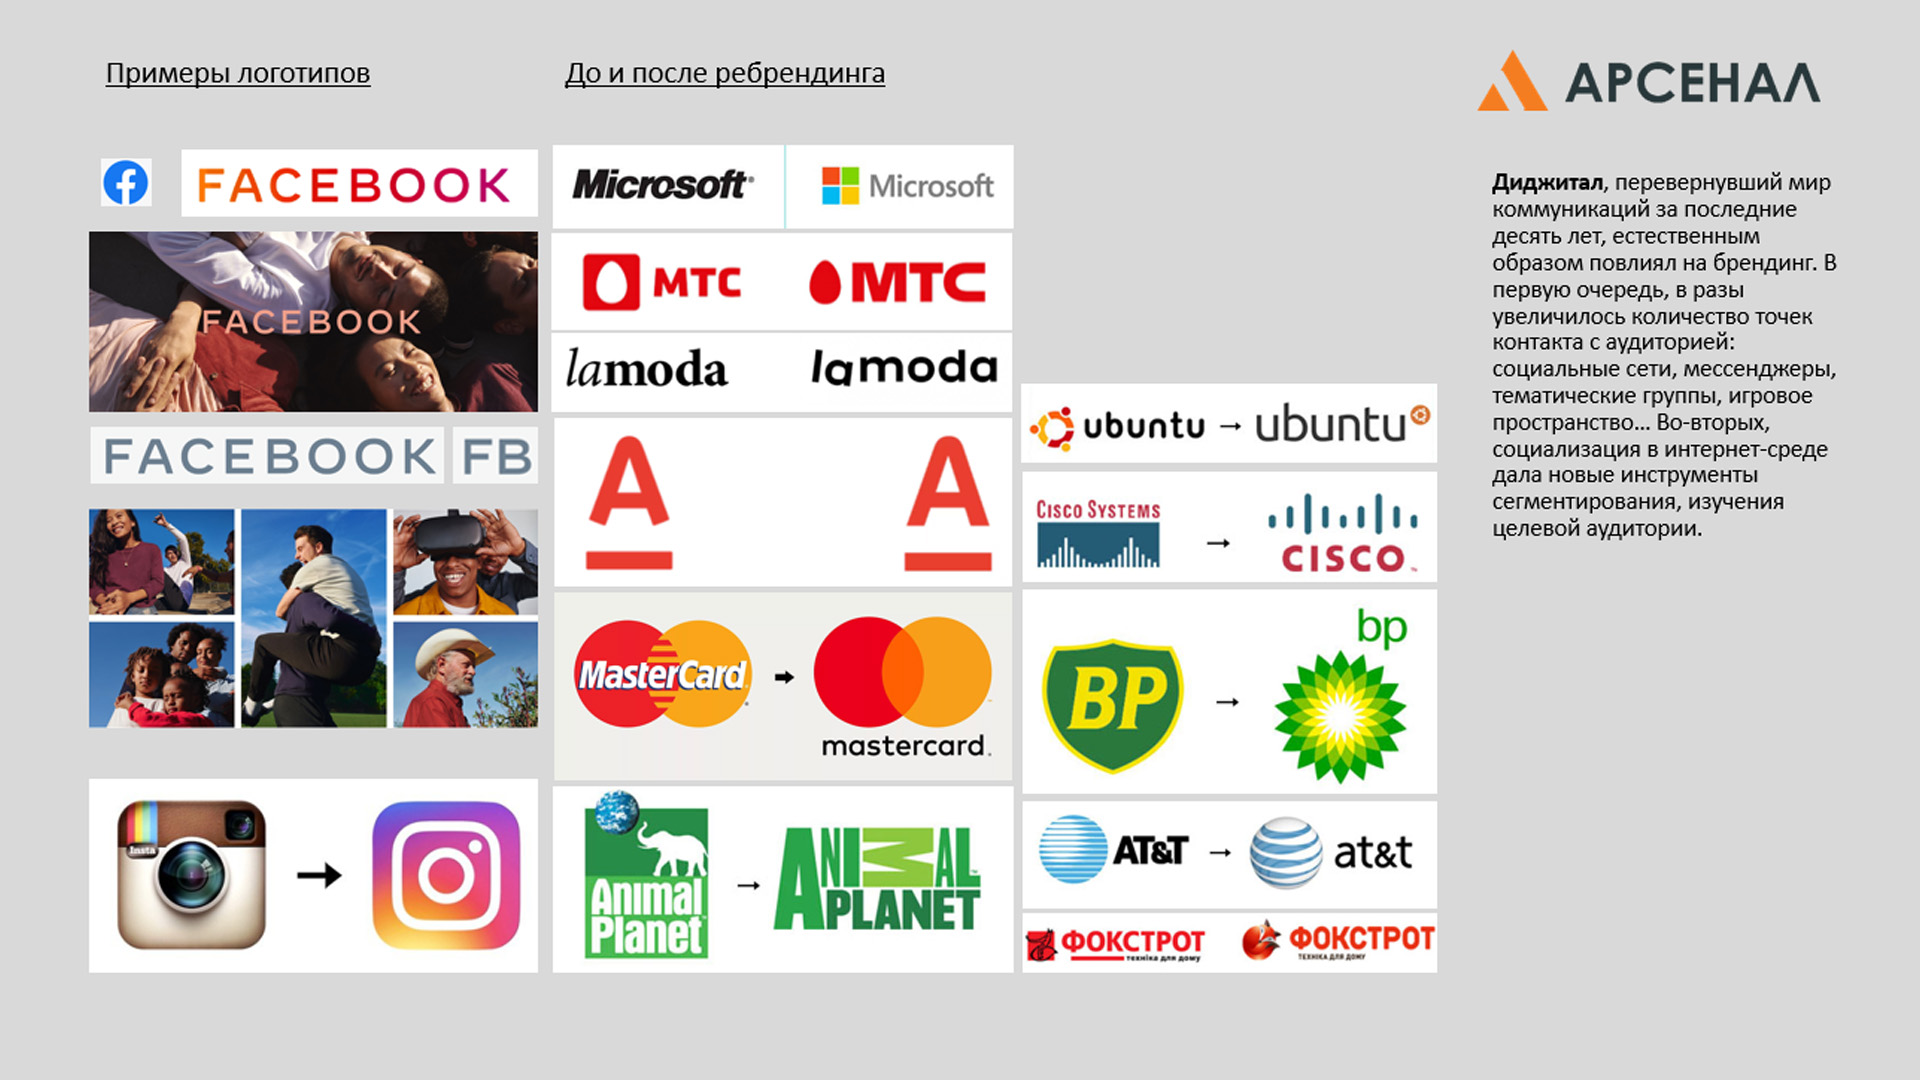 Примеры логотипов
До и после ребрендинга
АРСЕНАЛ
FACEBOOK
FACEBOOK
FACEBOOK
FB
Insta
Microsoft
Microsoft
МТС
МТС
lamoda
lamoda
А
А
MasterCard
mastercard.
Animal
Planet
ANIMAL
PLANET
ubuntu → ubuntu
CISCO SYSTEMS
CISCO
BP
bp
AT&T
at&t
ФОКСТРОТ
техніка для дому
ФОКСТРОТ
ТЕХНІКА ДЛЯ ДОМУ
Диджитал, перевернувший мир
коммуникаций за последние
десять лет, естественным
образом повлиял на брендинг. В
первую очередь, в разы
увеличилось количество точек
контакта с аудиторией:
социальные сети, мессенджеры,
тематические группы, игровое
пространство... Во-вторых,
социализация в интернет-среде
дала новые инструменты
сегментирования, изучения
целевой аудитории.